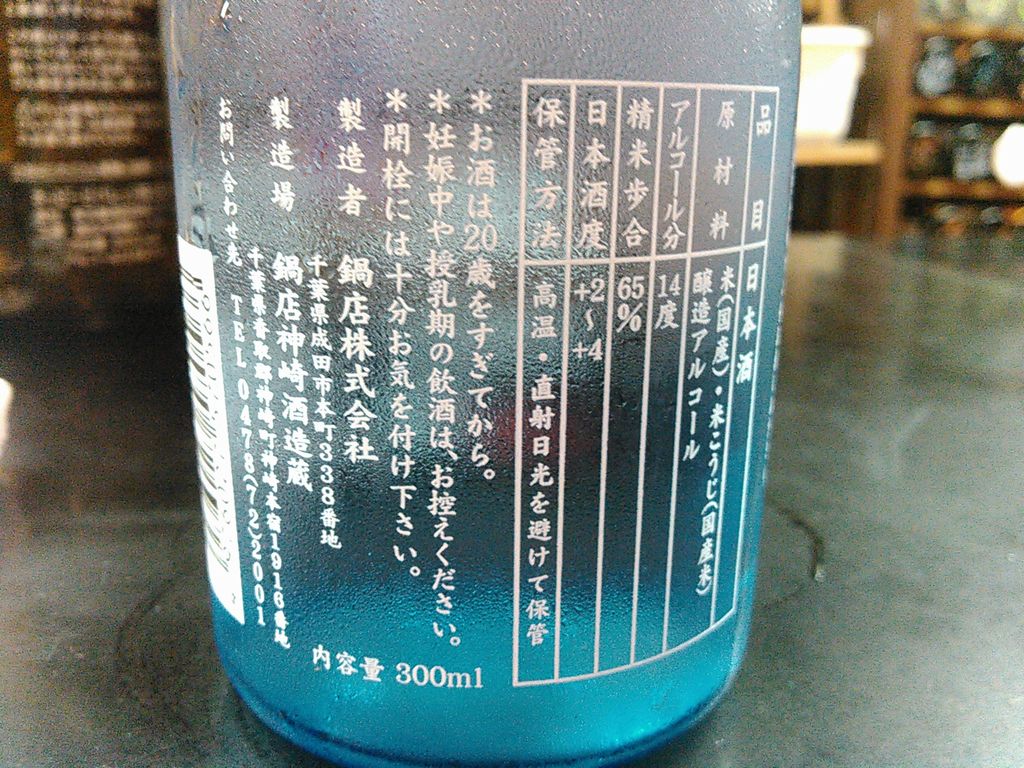 品目 日本酒
原材料 米(国産)・米こうじ(国産米)
醸造アルコール
アルコール分 14度
精米歩合 65%
日本酒度 +2〜+4
保管方法 高温・直射日光を避けて保管
*お酒は20歳をすぎてから。
*妊娠中や授乳期の飲酒は、お控えください。
*開栓には十分お気を付け下さい。
製造者 鍋店株式会社
千葉県成田市本町338番地
製造場 鍋店神崎酒造蔵
千葉県香取郡神崎町神崎本宿1916番地
お問い合わせ先 TEL 0478(72)2001
内容量 300ml